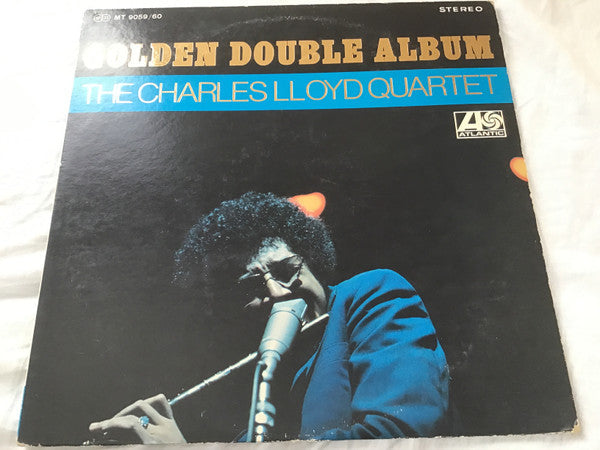 MT 9059/60
STEREO
GOLDEN DOUBLE ALBUM
THE CHARLES LLOYD QUARTET
ATLANTIC